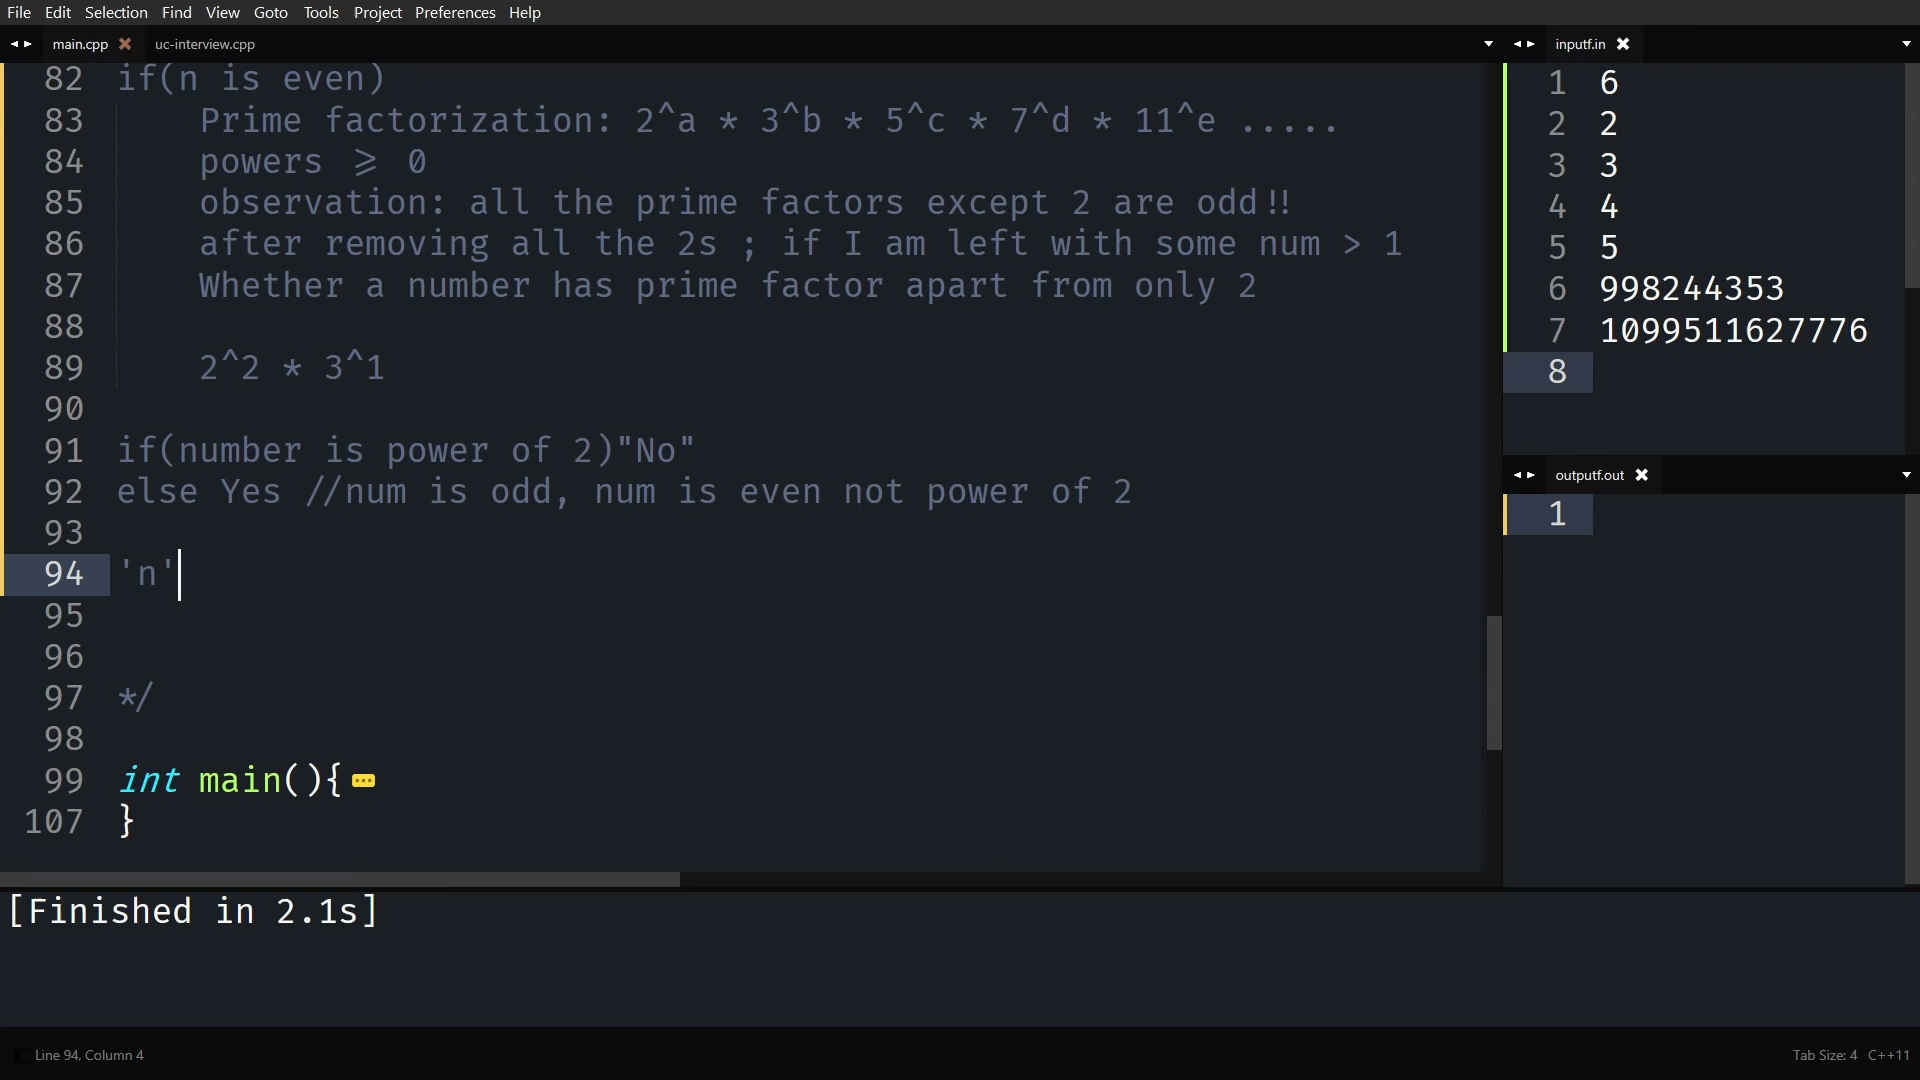 File Edit Selection Find View Goto Tools Project Preferences Help
main.cpp uc-interview.cpp
82 if(n is even)
83 Prime factorization: 2^a * 3^b * 5^c * 7^d * 11^e .....
84 powers >= 0
85 observation: all the prime factors except 2 are odd!!
86 after removing all the 2s ; if I am left with some num > 1
87 Whether a number has prime factor apart from only 2
88
89 2^2 * 3^1
90
91 if(number is power of 2)"No"
92 else Yes //num is odd, num is even not power of 2
93
94 'n'
95
96
97 */
98
99 int main(){
107 }
inputf.in
1 6
2 2
3 3
4 4
5 5
6 998244353
7 1099511627776
8
outputf.out
1
[Finished in 2.1s]
Line 94, Column 4
Tab Size: 4 C++11